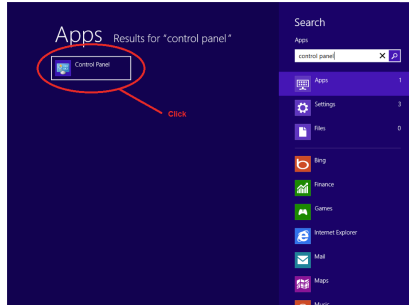 Apps Results for "control panel"
Control Panel
Click
Search
Apps
control panel
Apps 1
Settings 3
Files 0
Bing
Finance
Games
Internet Explorer
Mail
Maps
Music